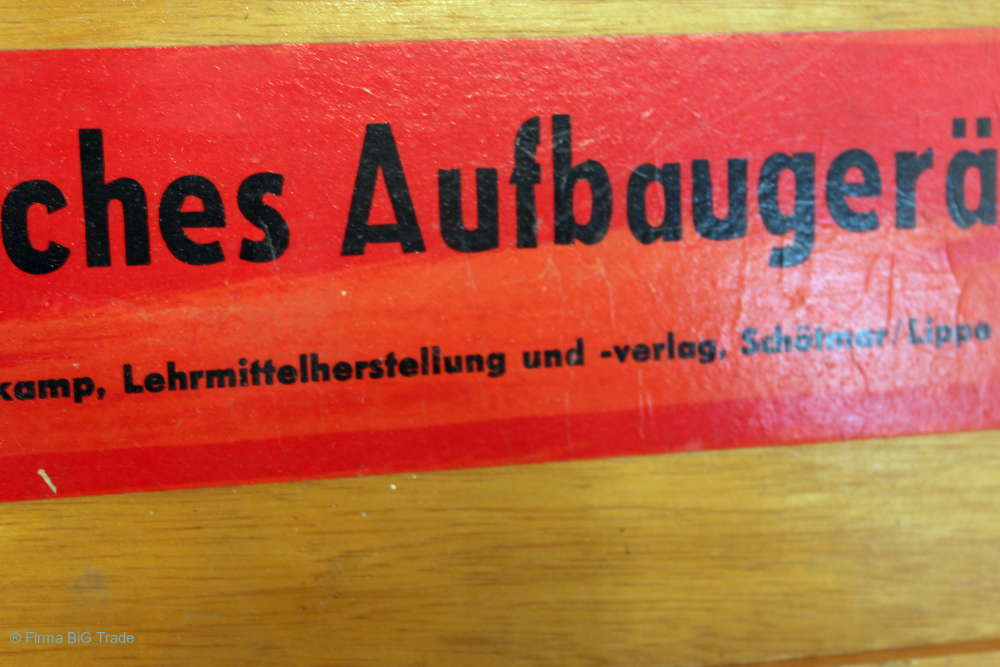 ches Aufbaugerä
kamp, Lehrmittelherstellung und -verlag, Schötmar/Lippe
© Firma BiG Trade